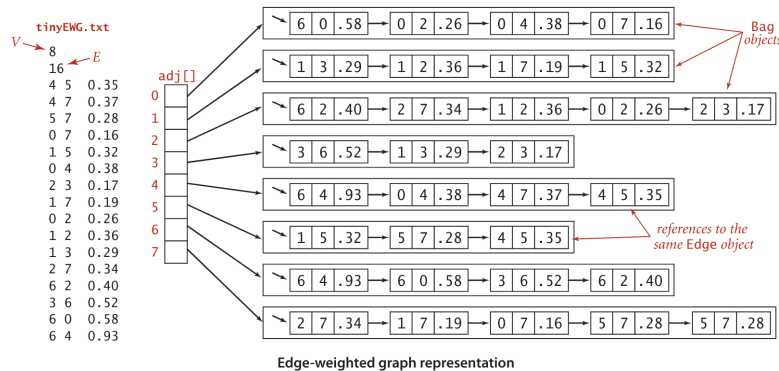 tinyEWG.txt
V
8
E
16
4 5 0.35
4 7 0.37
5 7 0.28
0 7 0.16
1 5 0.32
0 4 0.38
2 3 0.17
1 7 0.19
0 2 0.26
1 2 0.36
1 3 0.29
2 7 0.34
6 2 0.40
3 6 0.52
6 0 0.58
6 4 0.93
adj[]
0
1
2
3
4
5
6
7
6 0 .58 0 2 .26 0 4 .38 0 7 .16
1 3 .29 1 2 .36 1 7 .19 1 5 .32
6 2 .40 2 7 .34 1 2 .36 0 2 .26 2 3 .17
3 6 .52 1 3 .29 2 3 .17
6 4 .93 0 4 .38 4 7 .37 4 5 .35
1 5 .32 5 7 .28 4 5 .35
6 4 .93 6 0 .58 3 6 .52 6 2 .40
2 7 .34 1 7 .19 0 7 .16 5 7 .28 5 7 .28
Bag
objects
references to the
same Edge object
Edge-weighted graph representation